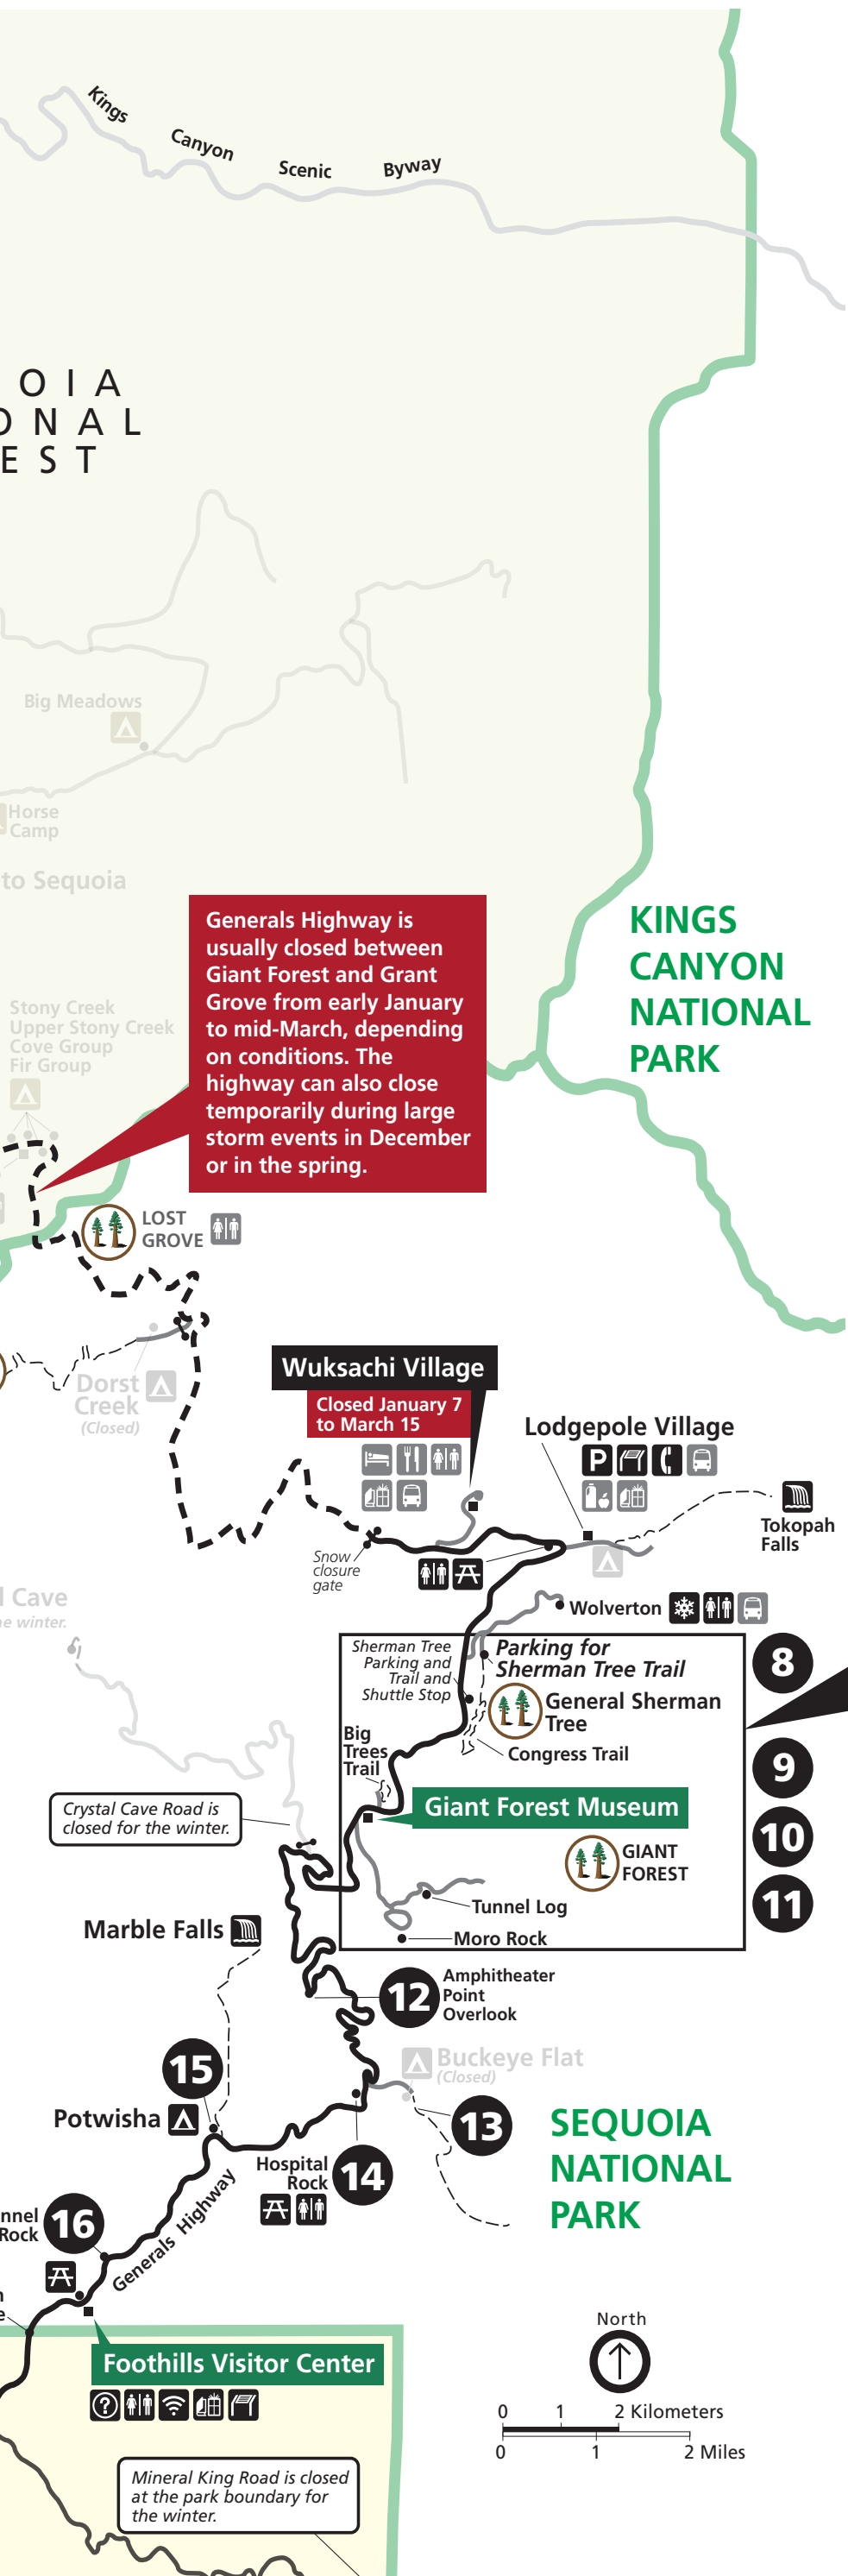 Kings Canyon Scenic Byway
OIA
ONAL
EST
Big Meadows
Horse
Camp
to Sequoia
KINGS
CANYON
NATIONAL
PARK
Generals Highway is
usually closed between
Giant Forest and Grant
Grove from early January
to mid-March, depending
on conditions. The
highway can also close
temporarily during large
storm events in December
or in the spring.
Stony Creek
Upper Stony Creek
Cove Group
Fir Group
LOST
GROVE
Dorst
Creek
(Closed)
Wuksachi Village
Closed January 7
to March 15
Lodgepole Village
P
Tokopah
Falls
Snow
closure
gate
Cave
winter.
Wolverton
Sherman Tree
Parking and
Trail and
Shuttle Stop
Parking for
Sherman Tree Trail
8
General Sherman
Tree
Big
Trees
Trail
Congress Trail
9
Giant Forest Museum
Crystal Cave Road is
closed for the winter.
10
GIANT
FOREST
11
Tunnel Log
Moro Rock
Marble Falls
12
Amphitheater
Point
Overlook
15
Buckeye Flat
(Closed)
Potwisha
13
SEQUOIA
NATIONAL
PARK
Hospital
Rock
14
nnel
Rock
16
Generals Highway
Foothills Visitor Center
?
North
0 1 2 Kilometers
0 1 2 Miles
Mineral King Road is closed
at the park boundary for
the winter.